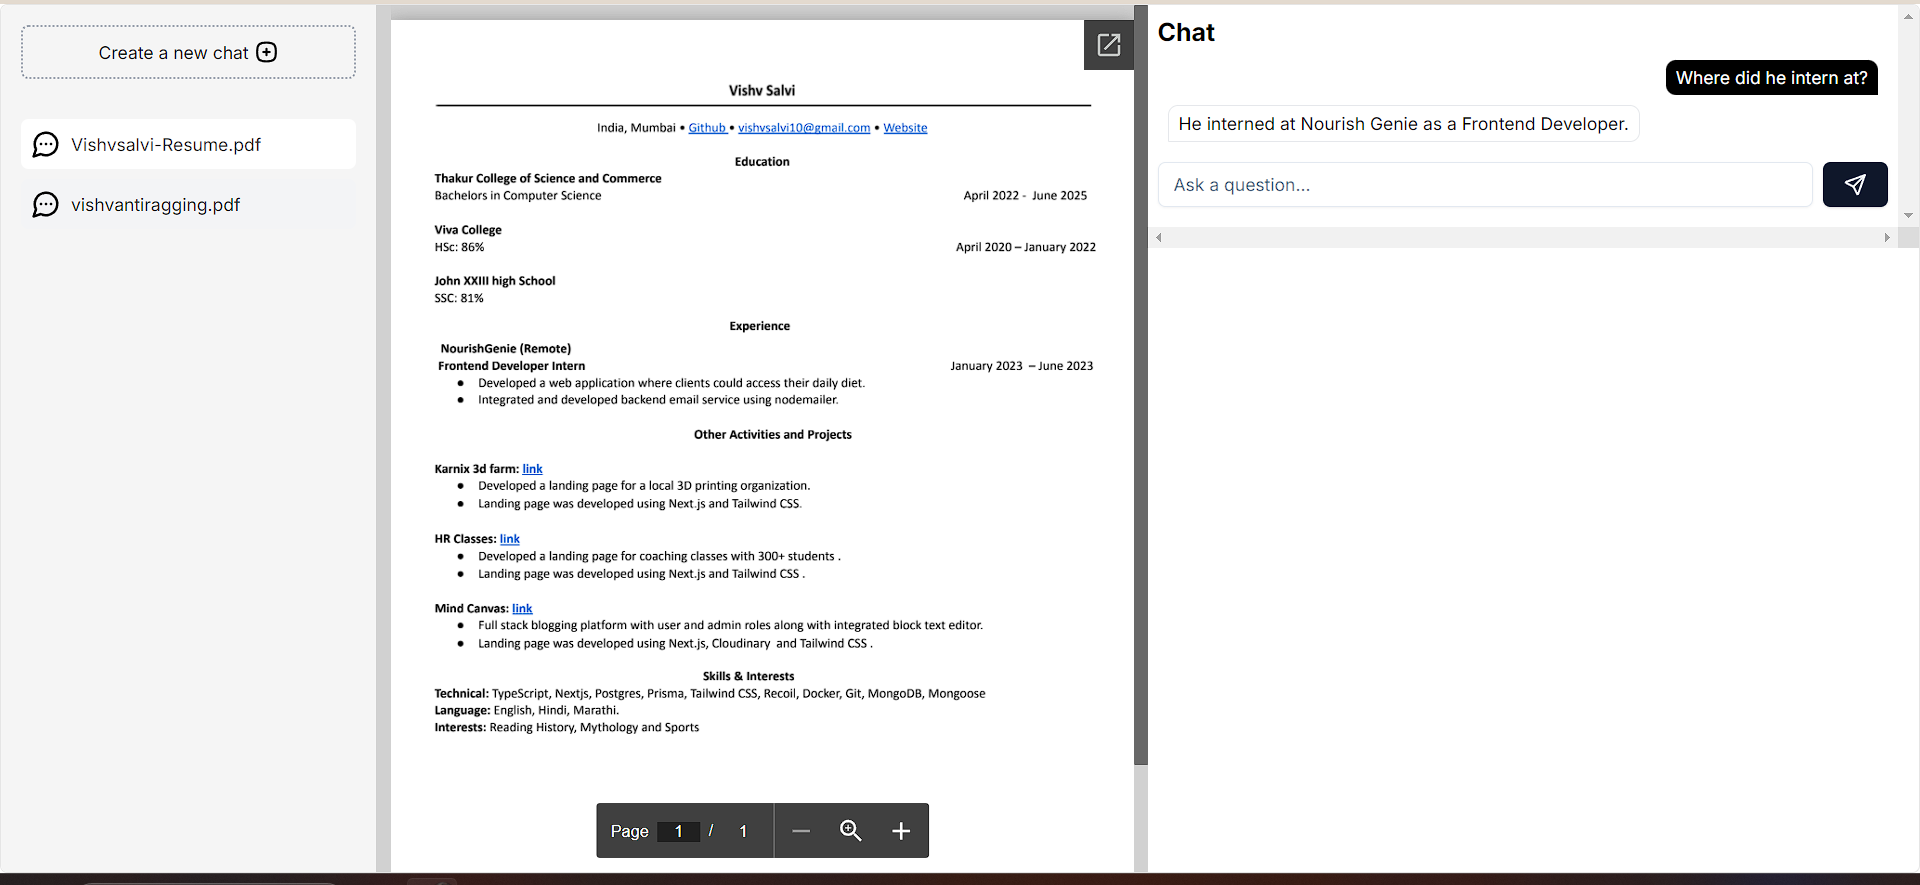 Create a new chat
Vishvsalvi-Resume.pdf
vishvantiragging.pdf
Vishv Salvi
India, Mumbai • Github • vishvsalvi10@gmail.com • Website
Education
Thakur College of Science and Commerce
Bachelors in Computer Science April 2022 - June 2025
Viva College
HSc: 86% April 2020 – January 2022
John XXIII high School
SSC: 81%
Experience
NourishGenie (Remote)
Frontend Developer Intern January 2023 – June 2023
● Developed a web application where clients could access their daily diet.
● Integrated and developed backend email service using nodemailer.
Other Activities and Projects
Karnix 3d farm: link
● Developed a landing page for a local 3D printing organization.
● Landing page was developed using Next.js and Tailwind CSS.
HR Classes: link
● Developed a landing page for coaching classes with 300+ students .
● Landing page was developed using Next.js and Tailwind CSS .
Mind Canvas: link
● Full stack blogging platform with user and admin roles along with integrated block text editor.
● Landing page was developed using Next.js, Cloudinary and Tailwind CSS .
Skills & Interests
Technical: TypeScript, Nextjs, Postgres, Prisma, Tailwind CSS, Recoil, Docker, Git, MongoDB, Mongoose
Language: English, Hindi, Marathi.
Interests: Reading History, Mythology and Sports
Page 1 / 1
Chat
Where did he intern at?
He interned at Nourish Genie as a Frontend Developer.
Ask a question...